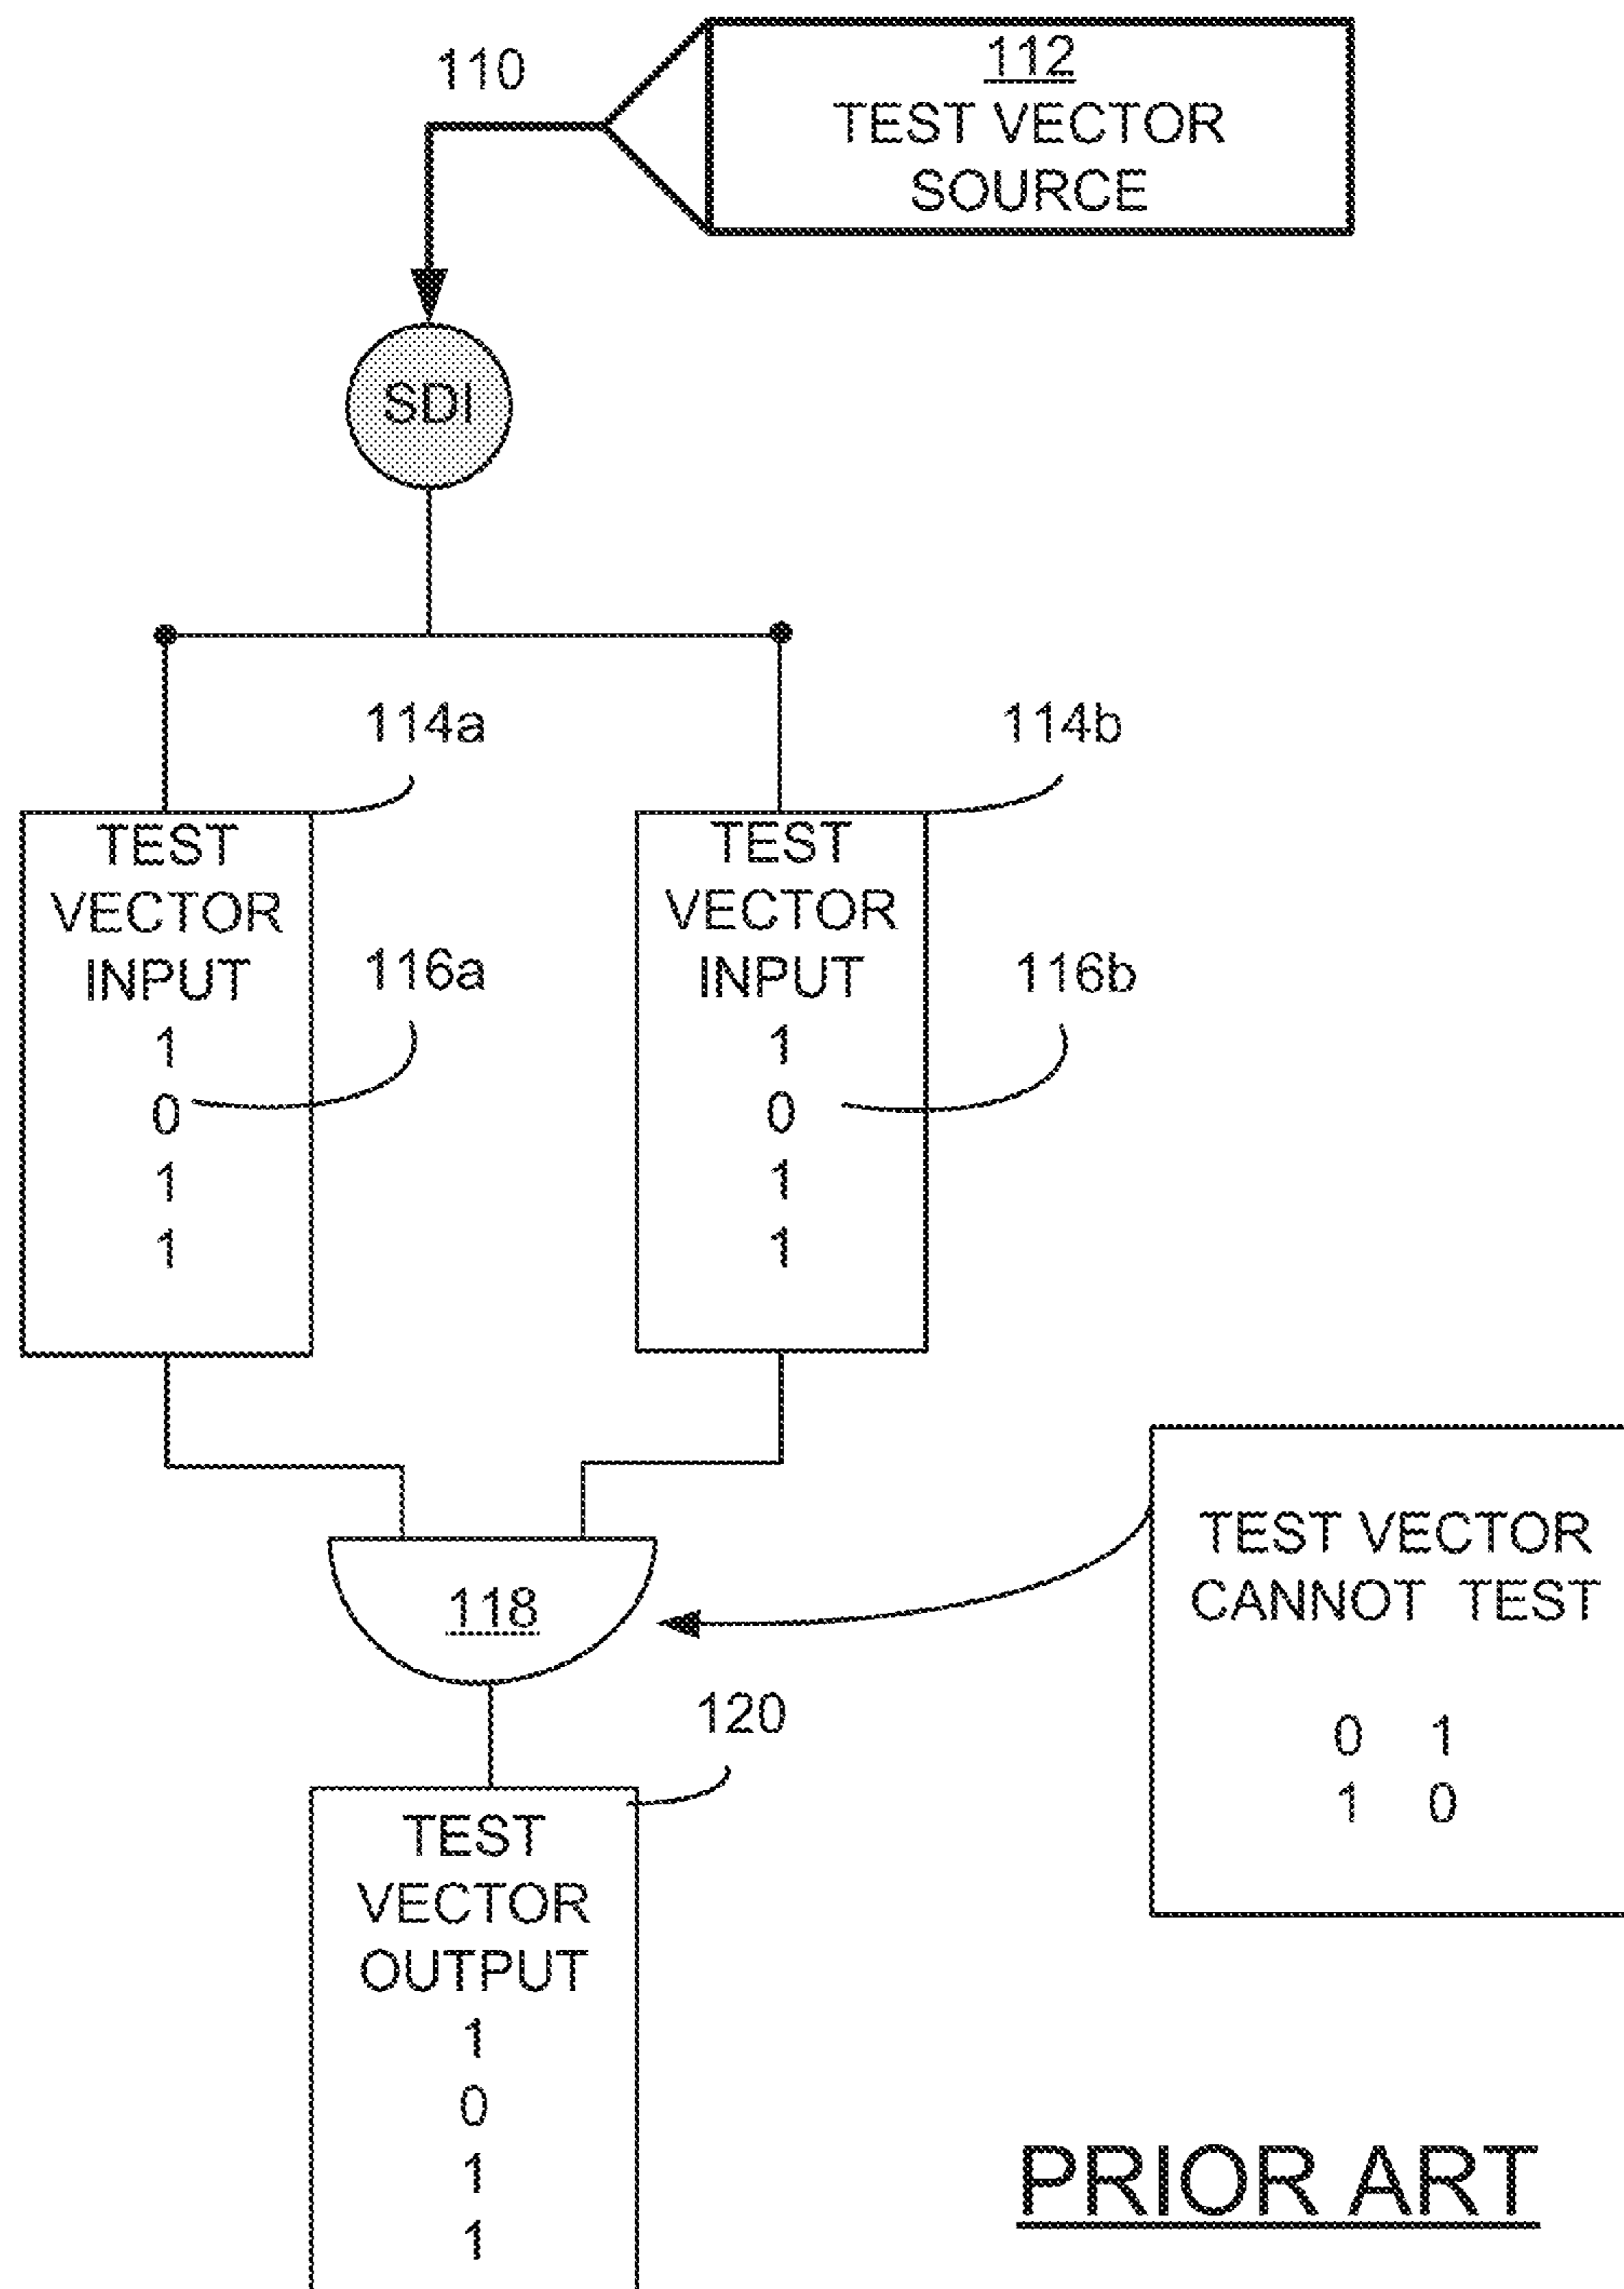 110
112
TEST VECTOR
SOURCE
SDI
114a
114b
TEST
VECTOR
INPUT
1
0
1
1
116a
TEST
VECTOR
INPUT
1
0
1
1
116b
118
TEST VECTOR
CANNOT TEST
0 1
1 0
120
TEST
VECTOR
OUTPUT
1
0
1
1
PRIOR ART